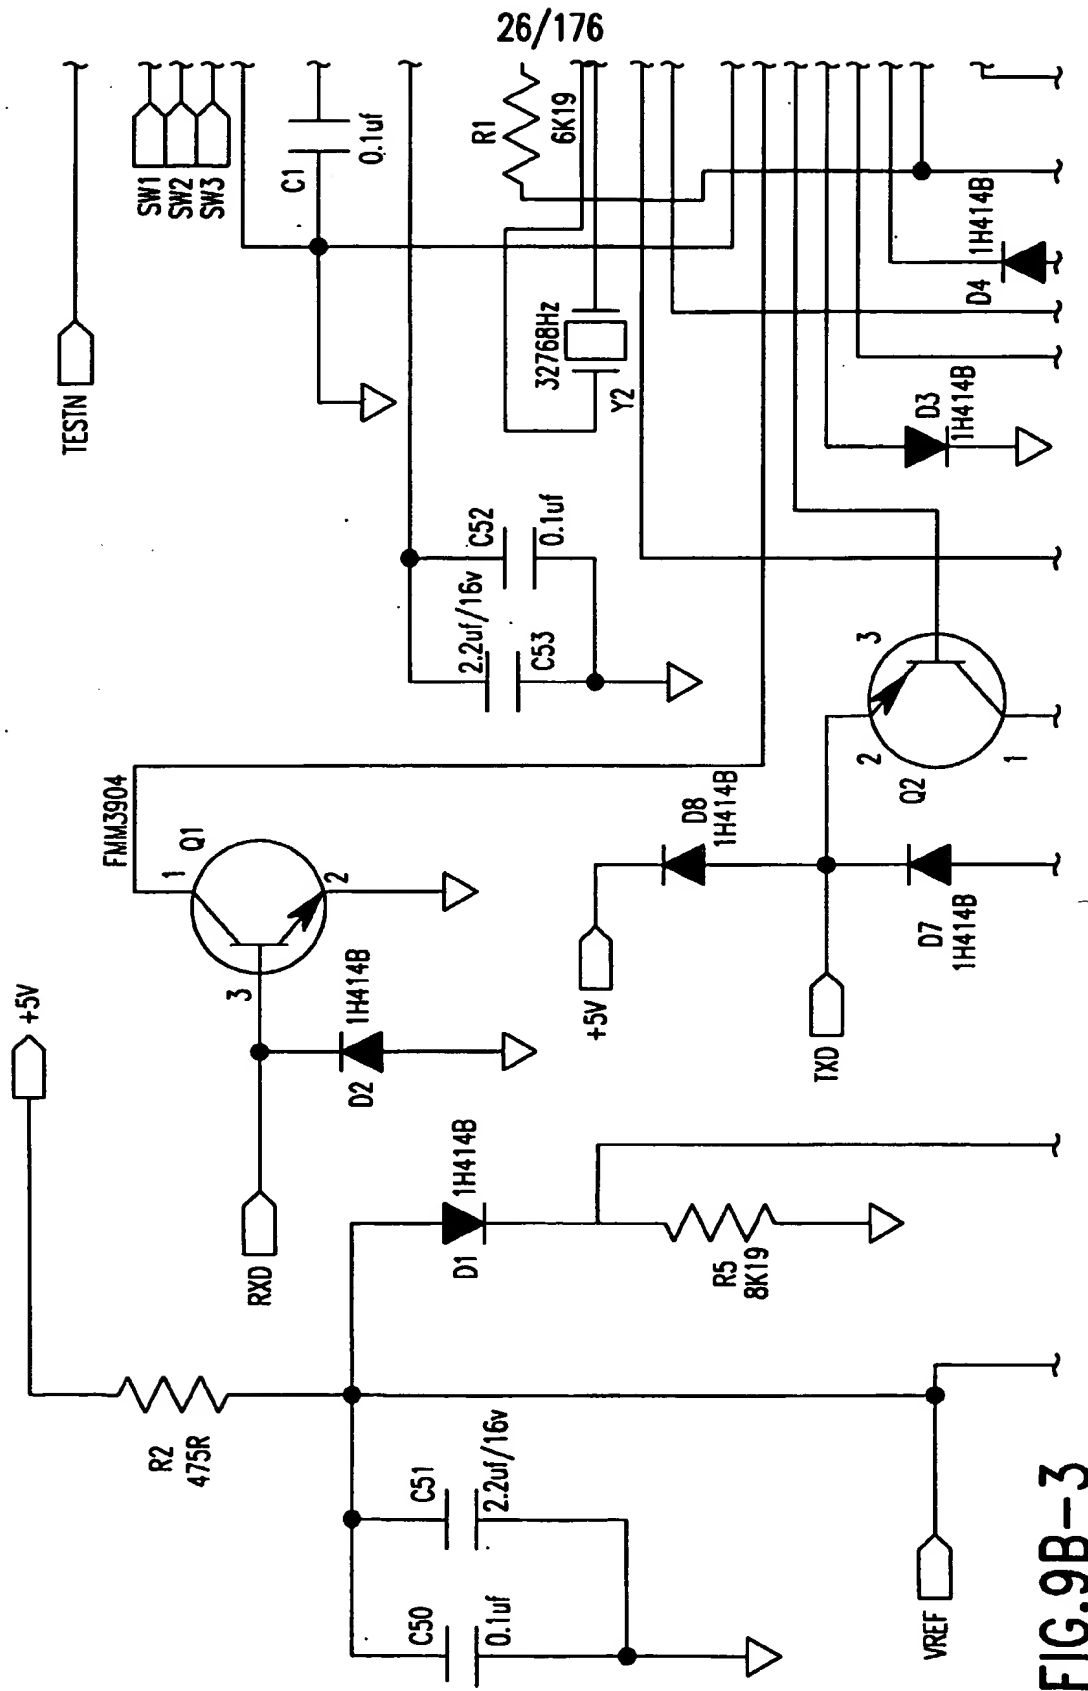 26/176
TESTN
SW1
SW2
SW3
C1
0.1uf
R1
6K19
32768Hz
Y2
D4
1H414B
D3
1H414B
C52
0.1uf
2.2uf/16v
C53
FMM3904
Q1
1
2
3
D2
1H414B
+5V
RXD
D8
1H414B
+5V
TXD
D7
1H414B
Q2
3
2
1
D1
1H414B
R5
8K19
R2
475R
C51
2.2uf/16v
C50
0.1uf
VREF
FIG.9B-3